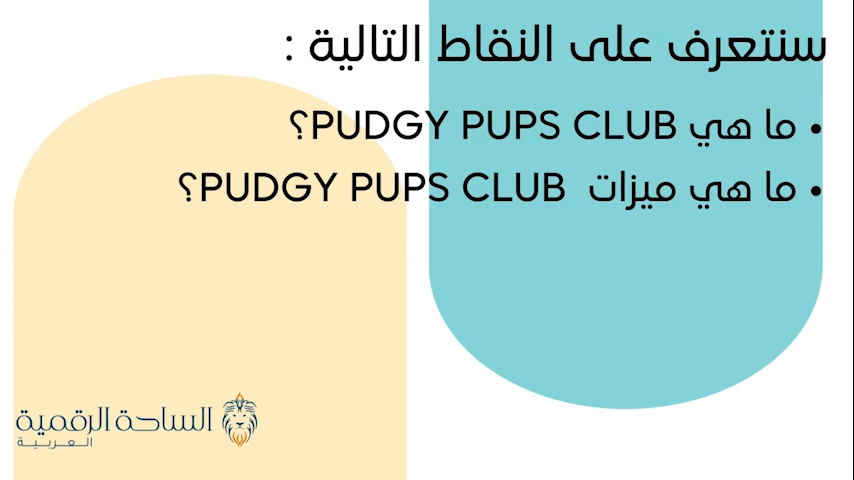 سنتعرف على النقاط التالية :
• ما هي PUDGY PUPS CLUB؟
• ما هي ميزات PUDGY PUPS CLUB؟
الساحة الرقمية
العربية